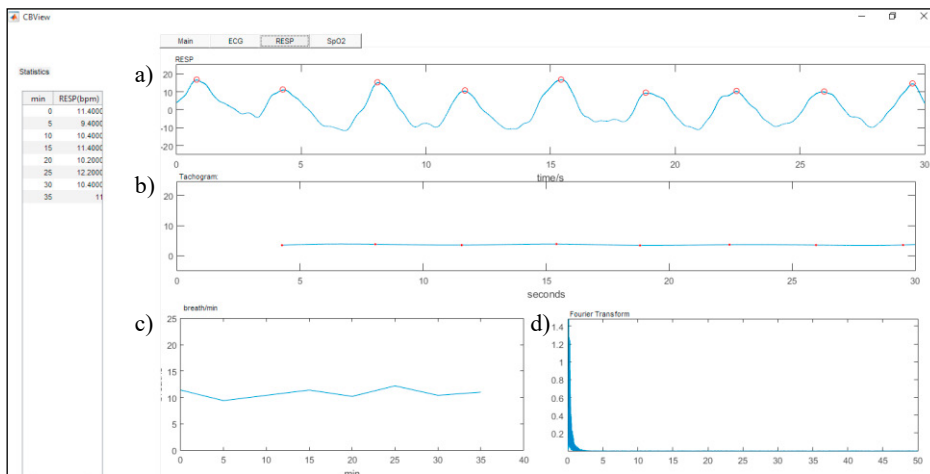 CBView
Main ECG RESP SpO2
Statistics
min RESP(bpm)
0 11.4000
5 9.4000
10 10.4000
15 11.4000
20 10.2000
25 12.2000
30 10.4000
35 11
a)
RESP
20
10
0
-10
-20
0 5 10 15 20 25 30
time/s
b)
Tachogram:
20
10
0
0 5 10 15 20 25 30
seconds
c)
breath/min
25
20
15
10
5
0
0 5 10 15 20 25 30 35 40
min
d)
Fourier Transform
1.4
1.2
1
0.8
0.6
0.4
0.2
0 5 10 15 20 25 30 35 40 45 50